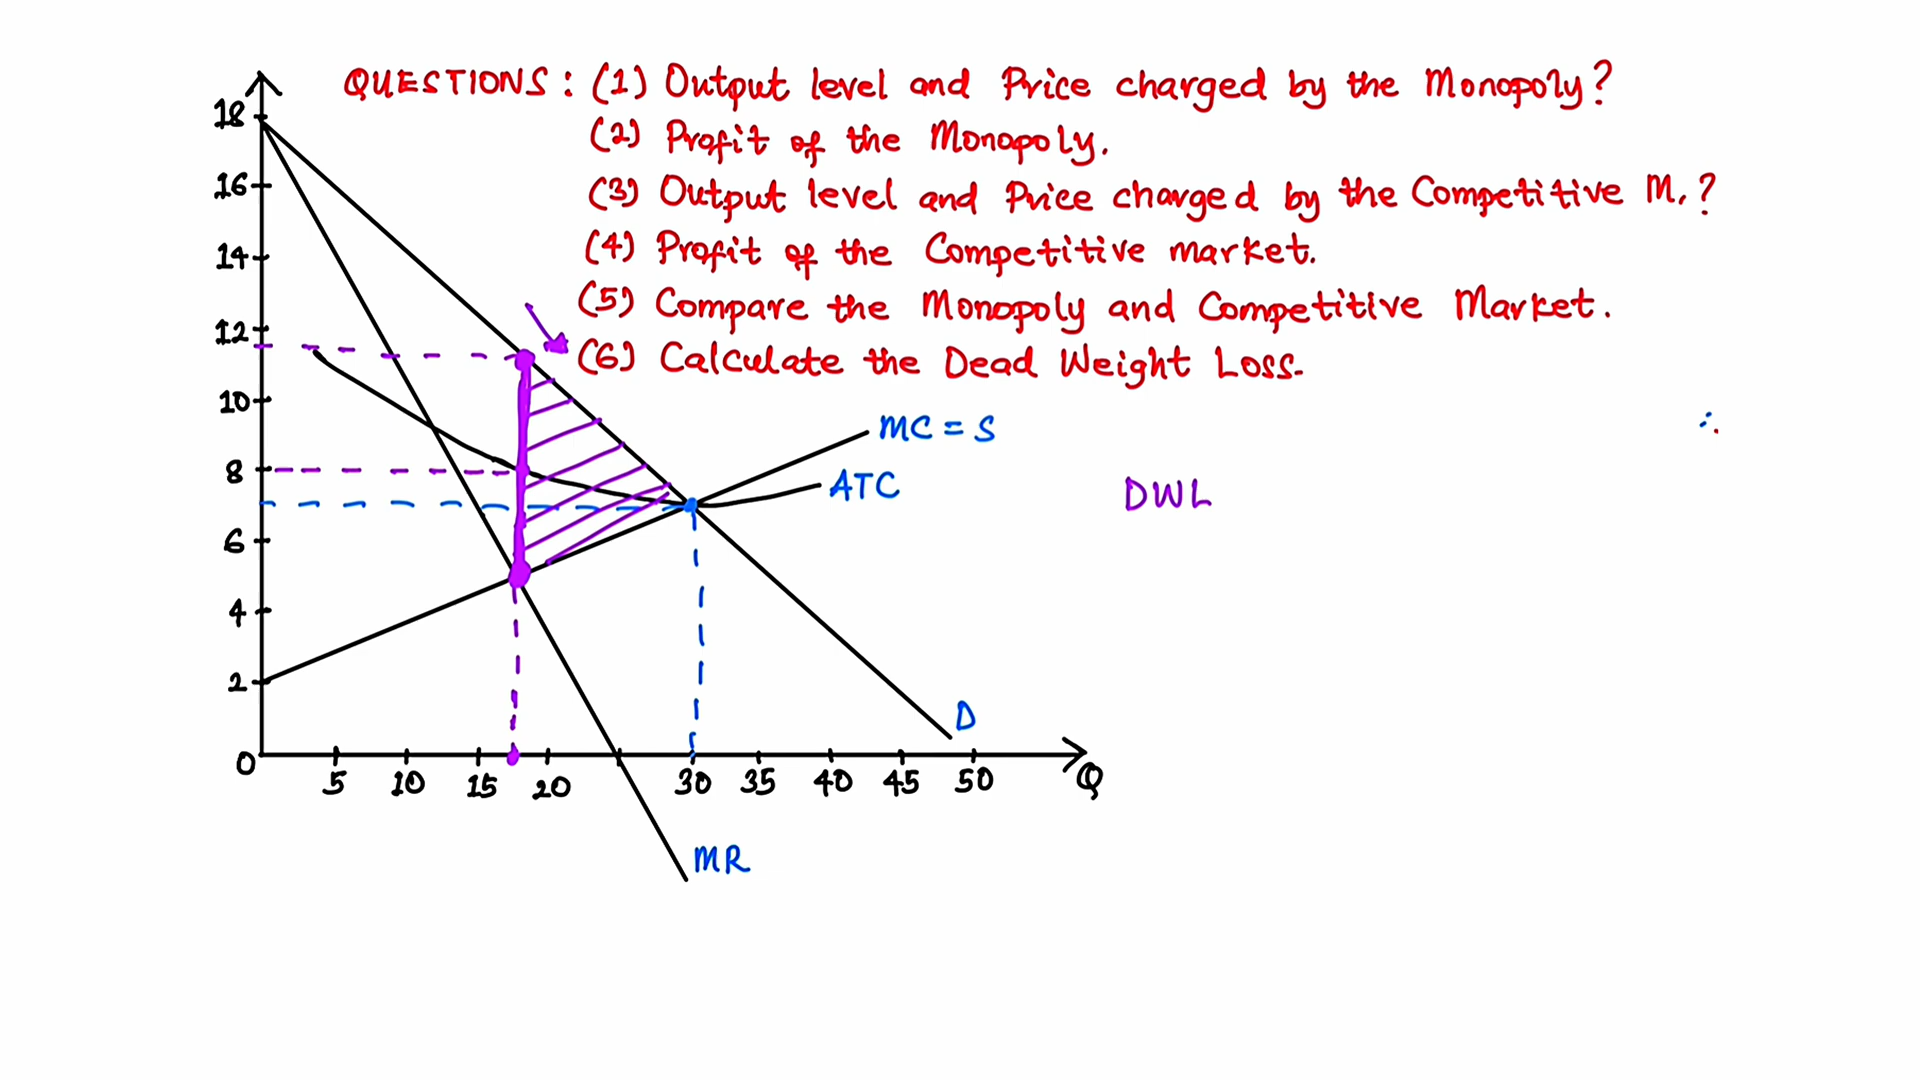 QUESTIONS: (1) Output level and Price charged by the Monopoly?
(2) Profit of the Monopoly.
(3) Output level and Price charged by the Competitive M.?
(4) Profit of the Competitive market.
(5) Compare the Monopoly and Competitive Market.
(6) Calculate the Dead Weight Loss.
18
16
14
12
10
8
6
4
2
0
MC = S
ATC
DWL
∴
D
5 10 15 20 30 35 40 45 50 Q
MR